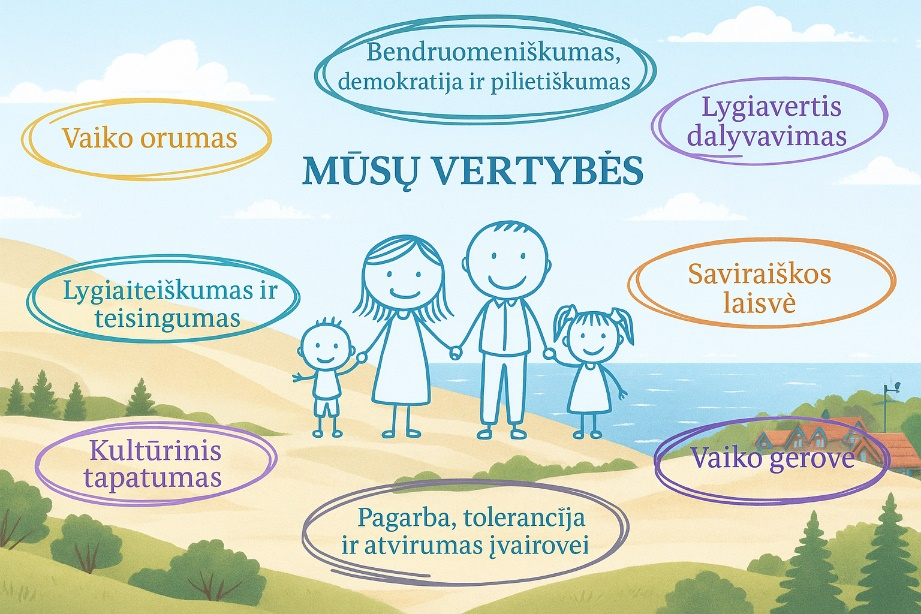 Bendruomeniškumas,
demokratija ir pilietiškumas
Vaiko orumas
Lygiavertis
dalyvavimas
MŪSŲ VERTYBĖS
Lygiaiteiškumas ir
teisingumas
Saviraiškos
laisvė
Kultūrinis
tapatumas
Vaiko gerovė
Pagarba, tolerancija
ir atvirumas įvairovei